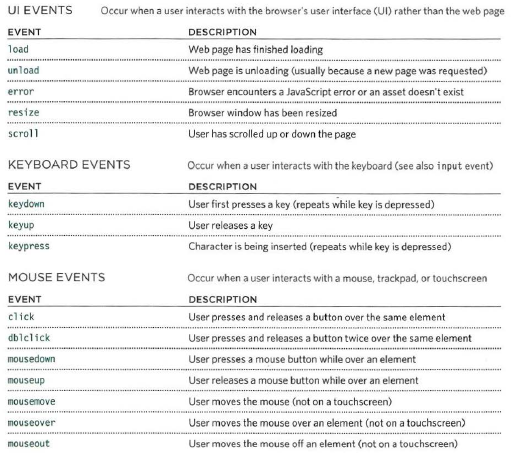 UI EVENTS Occur when a user interacts with the browser's user interface (UI) rather than the web page
EVENT DESCRIPTION
load Web page has finished loading
unload Web page is unloading (usually because a new page was requested)
error Browser encounters a JavaScript error or an asset doesn't exist
resize Browser window has been resized
scroll User has scrolled up or down the page
KEYBOARD EVENTS Occur when a user interacts with the keyboard (see also input event)
EVENT DESCRIPTION
keydown User first presses a key (repeats while key is depressed)
keyup User releases a key
keypress Character is being inserted (repeats while key is depressed)
MOUSE EVENTS Occur when a user interacts with a mouse, trackpad, or touchscreen
EVENT DESCRIPTION
click User presses and releases a button over the same element
dblclick User presses and releases a button twice over the same element
mousedown User presses a mouse button while over an element
mouseup User releases a mouse button while over an element
mousemove User moves the mouse (not on a touchscreen)
mouseover User moves the mouse over an element (not on a touchscreen)
mouseout User moves the mouse off an element (not on a touchscreen)